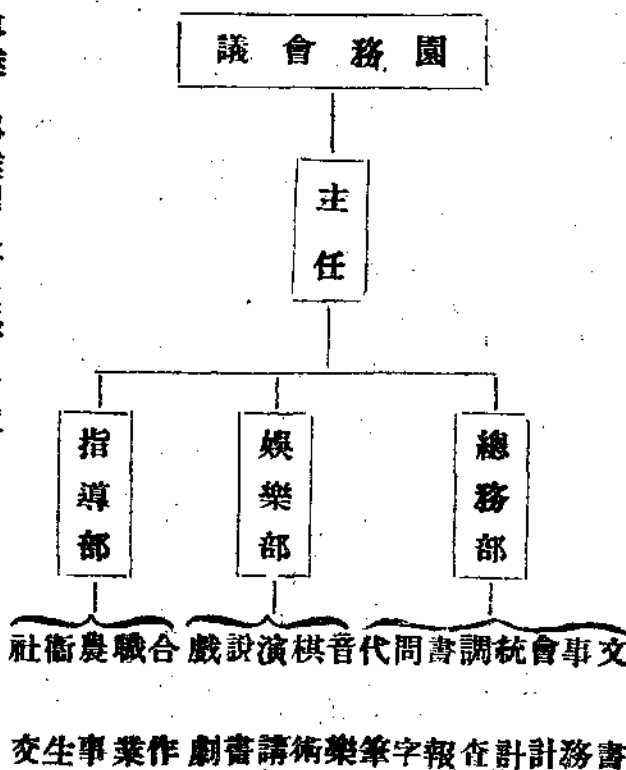 園務會議
主任
總務部
娛樂部
指導部
文書
事務
會計
統計
調查
書報
問字
代筆
音樂
棋術
演講
說書
戲劇
合作
職業
農事
衛生
社交